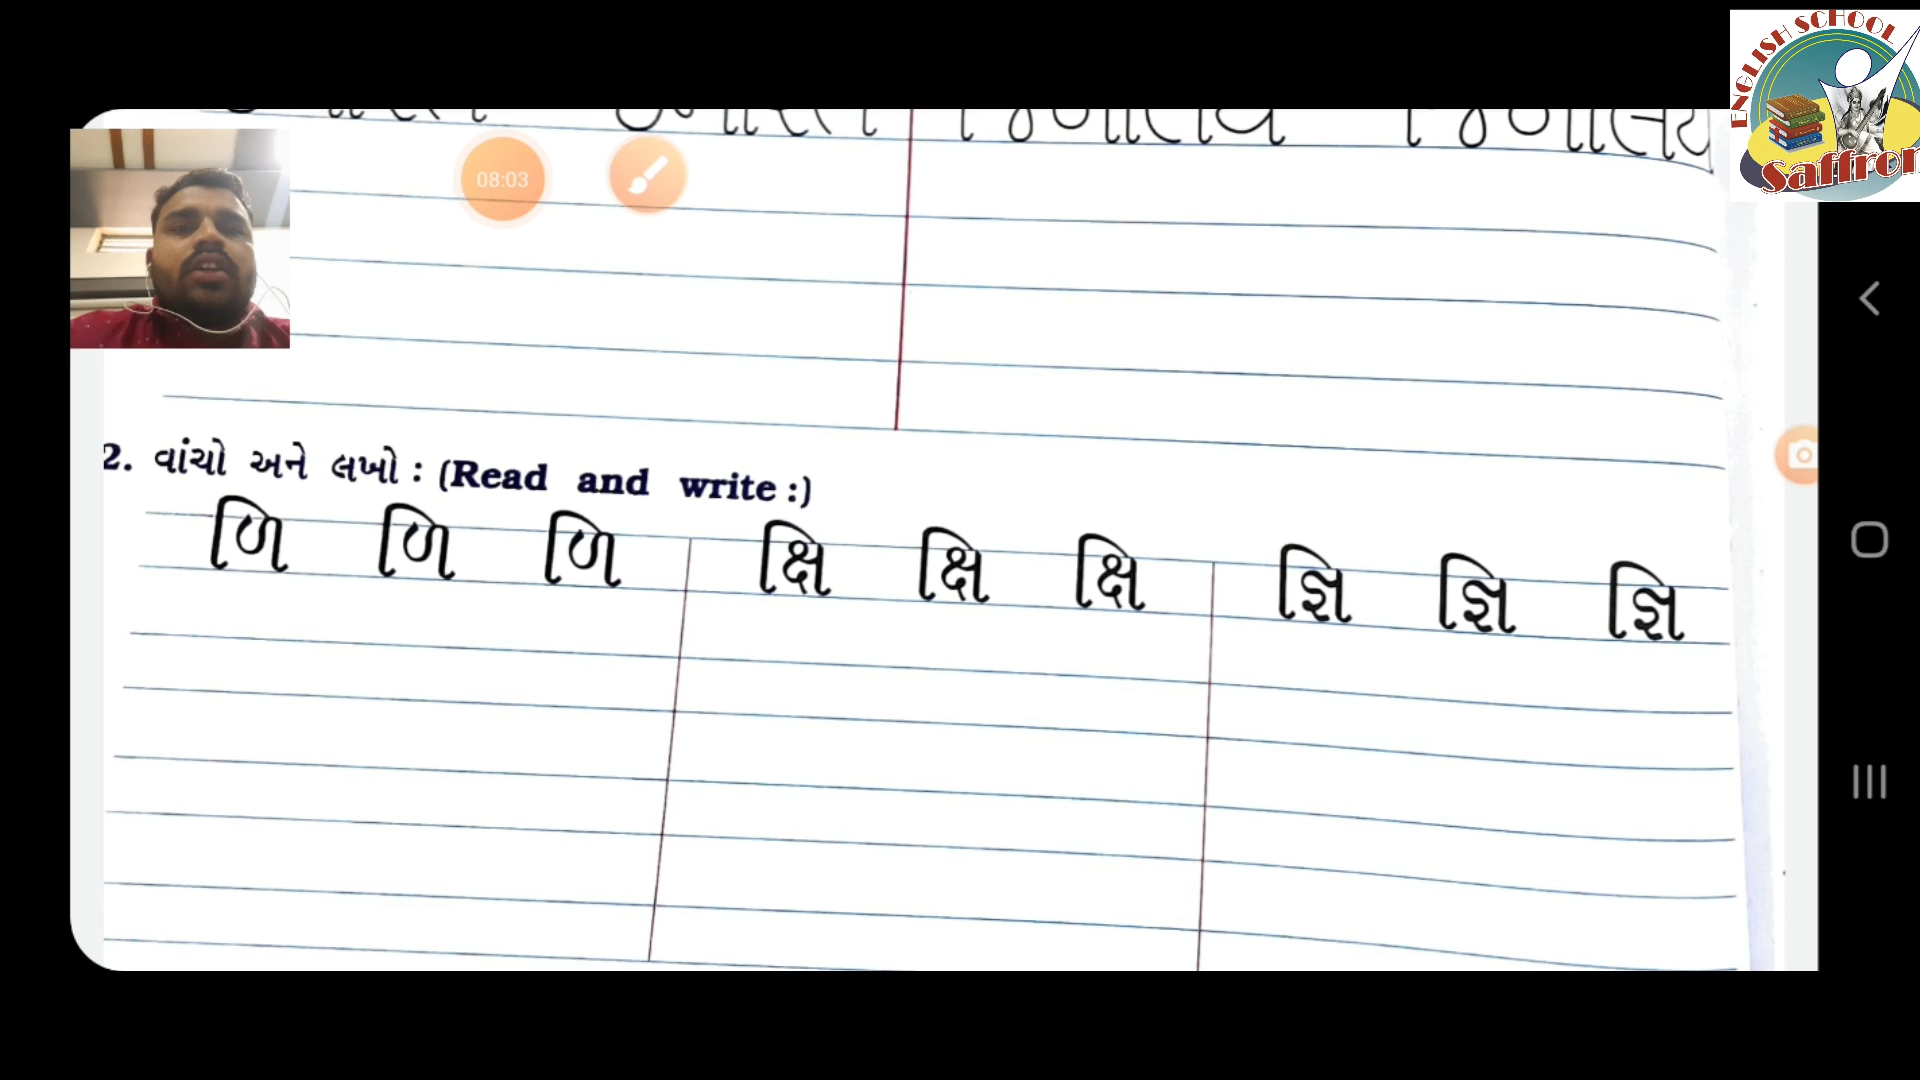 ENGLISH SCHOOL
Saffron
08:03
2. વાંચો અને લખો : (Read and write :)
ળિ ળિ ળિ ક્ષિ ક્ષિ ક્ષિ જ્ઞિ જ્ઞિ જ્ઞિ